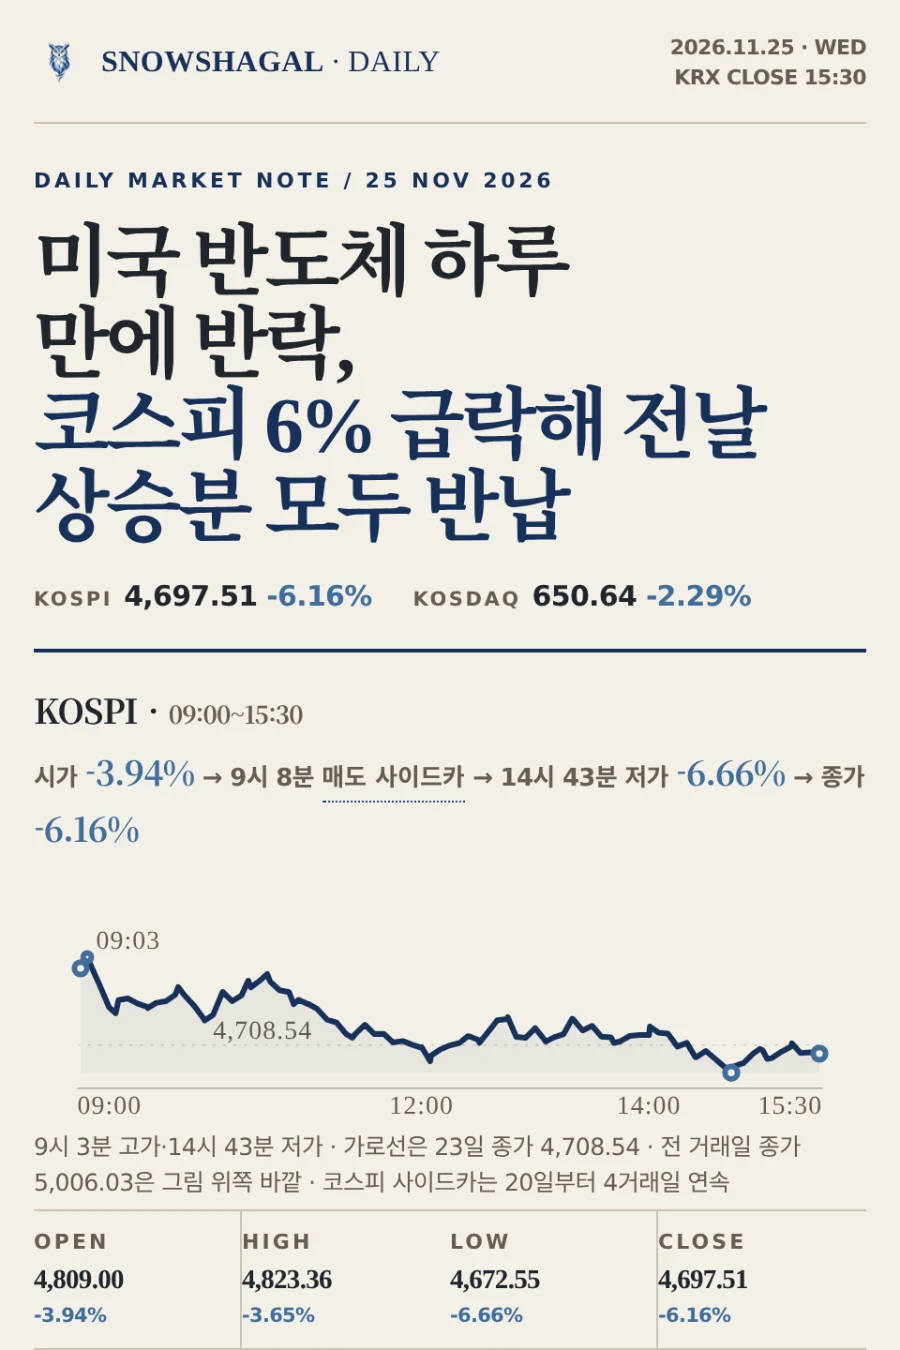 SNOWSHAGAL · DAILY
2026.11.25 · WED
KRX CLOSE 15:30
DAILY MARKET NOTE / 25 NOV 2026
미국 반도체 하루
만에 반락,
코스피 6% 급락해 전날
상승분 모두 반납
KOSPI 4,697.51 -6.16% KOSDAQ 650.64 -2.29%
KOSPI · 09:00~15:30
시가 -3.94% → 9시 8분 매도 사이드카 → 14시 43분 저가 -6.66% → 종가
-6.16%
09:03
4,708.54
09:00 12:00 14:00 15:30
9시 3분 고가·14시 43분 저가 · 가로선은 23일 종가 4,708.54 · 전 거래일 종가
5,006.03은 그림 위쪽 바깥 · 코스피 사이드카는 20일부터 4거래일 연속
OPEN HIGH LOW CLOSE
4,809.00 4,823.36 4,672.55 4,697.51
-3.94% -3.65% -6.66% -6.16%